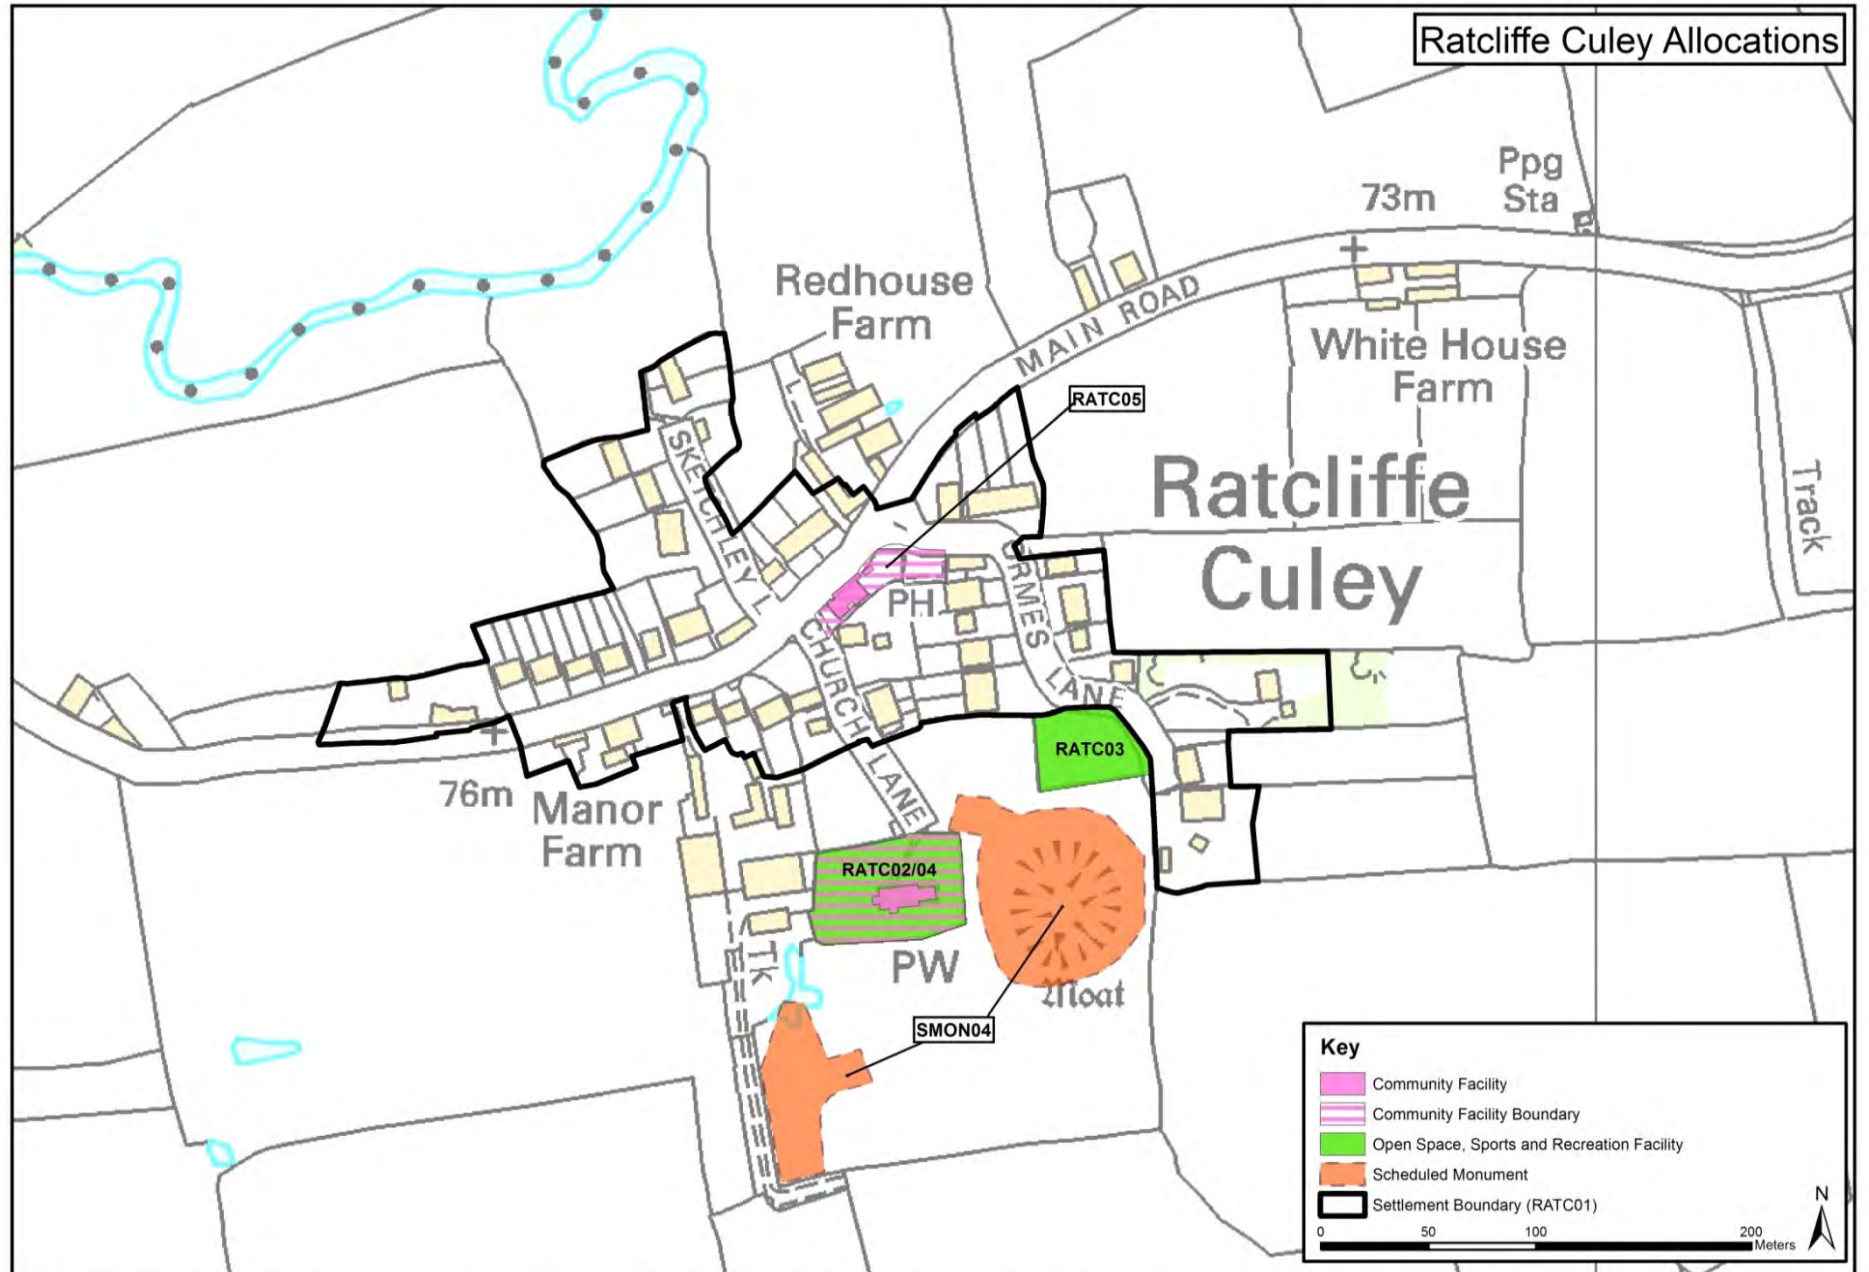 Ratcliffe Culey Allocations
Ppg
Sta
73m
Redhouse
Farm
MAIN ROAD
White House
Farm
RATC05
SKETCHLEY
Ratcliffe
Culey
Track
PH
ORMES LANE
CHURCH LANE
RATC03
76m
Manor
Farm
RATC02/04
Tk
PW
Moat
SMON04
Key
Community Facility
Community Facility Boundary
Open Space, Sports and Recreation Facility
Scheduled Monument
Settlement Boundary (RATC01)
N
0 50 100 200
Meters